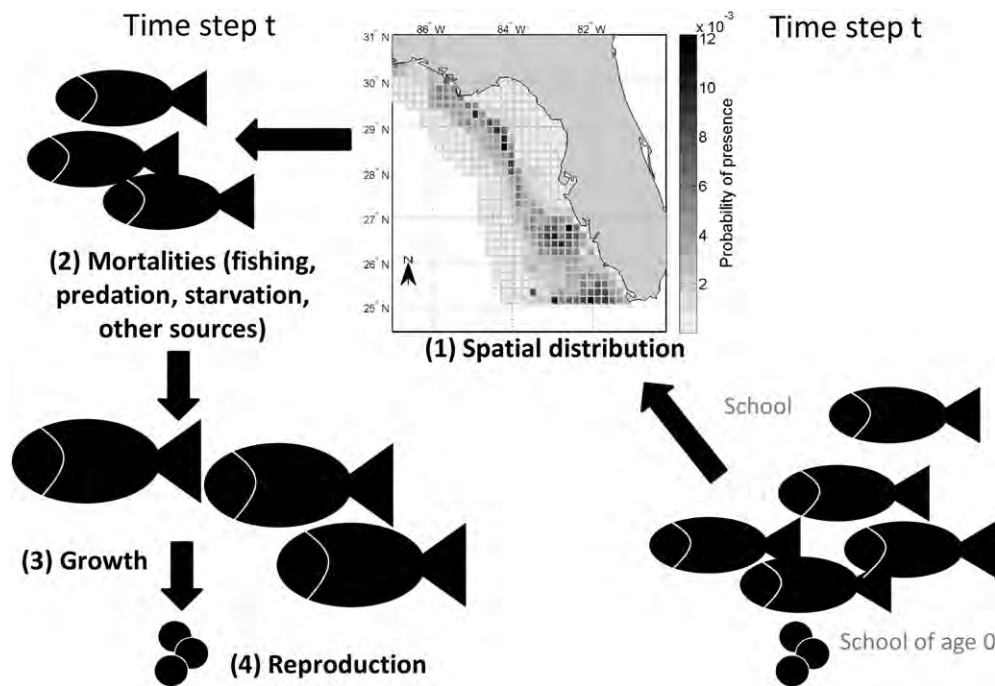 Time step t
Time step t
86° W
84° W
82° W
31° N
30° N
29° N
28° N
27° N
26° N
25° N
N
x 10⁻³
12
10
8
6
4
2
Probability of presence
(1) Spatial distribution
(2) Mortalities (fishing,
predation, starvation,
other sources)
School
(3) Growth
(4) Reproduction
School of age 0